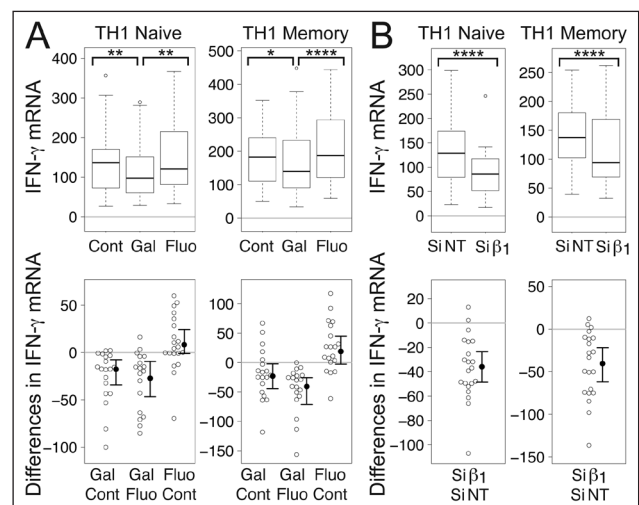 A
TH1 Naive
TH1 Memory
B
TH1 Naive
TH1 Memory
** **
* ****
****
****
IFN-γ mRNA
400
300
200
100
0
Cont Gal Fluo
500
400
300
200
100
0
Cont Gal Fluo
IFN-γ mRNA
300
250
200
150
100
50
0
SiNT Siβ1
250
200
150
100
50
0
SiNT Siβ1
Differences in IFN-γ mRNA
50
0
−50
−100
Gal Gal Fluo
Cont Fluo Cont
100
50
0
−50
−100
−150
Gal Gal Fluo
Cont Fluo Cont
Differences in IFN-γ mRNA
20
0
−20
−40
−60
−80
−100
Siβ1
SiNT
50
0
−50
−100
−150
Siβ1
SiNT